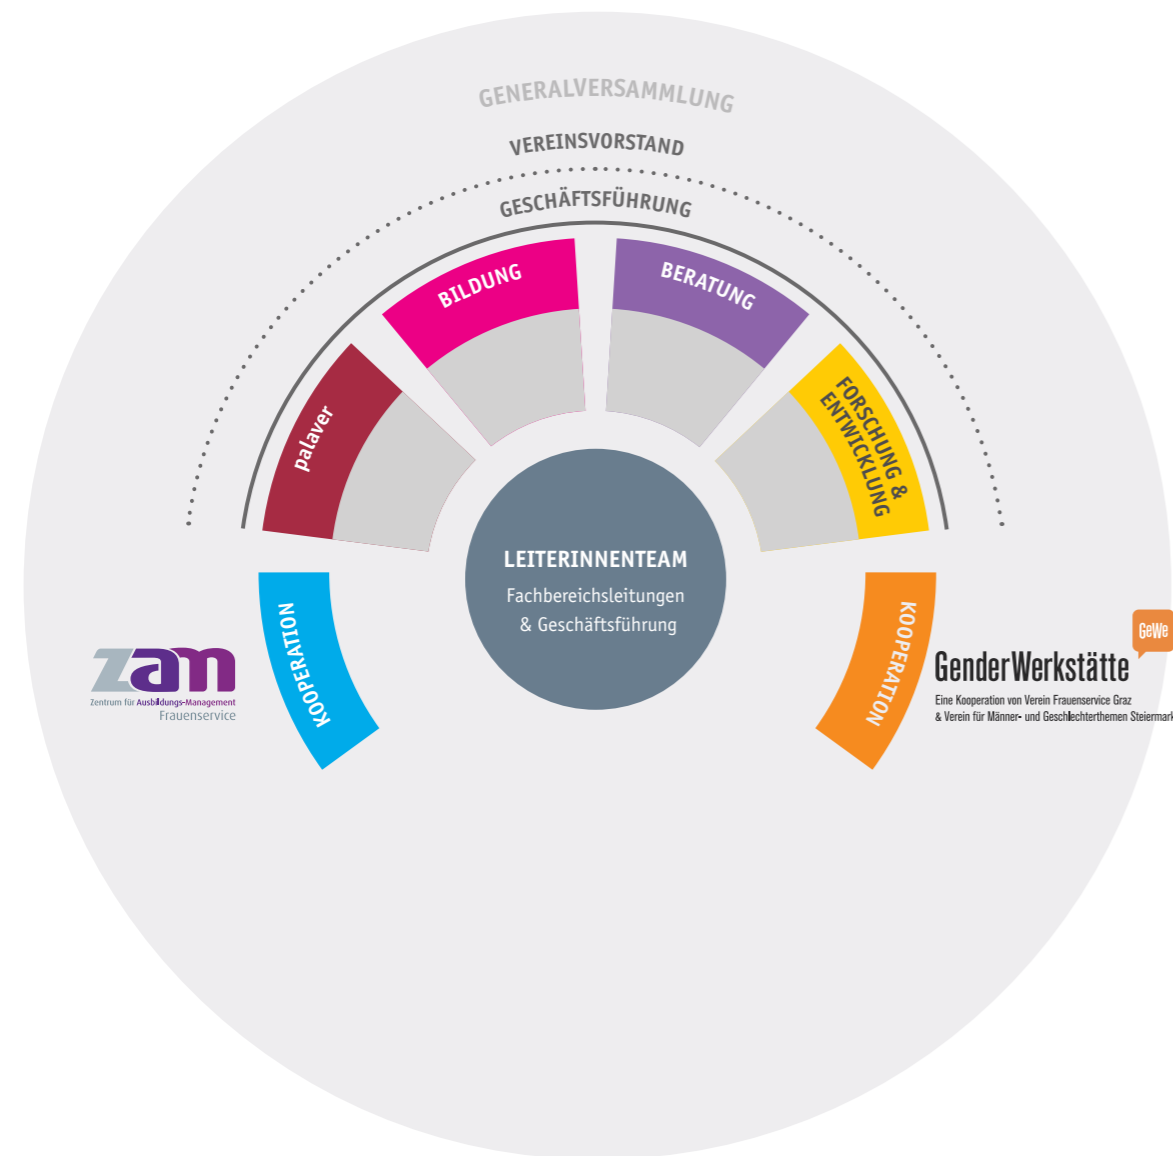 GENERALVERSAMMLUNG
VEREINSVORSTAND
GESCHÄFTSFÜHRUNG
palaver
BILDUNG
BERATUNG
FORSCHUNG &
ENTWICKLUNG
LEITERINNENTEAM
Fachbereichsleitungen
& Geschäftsführung
KOOPERATION
zam
Zentrum für Ausbildungs-Management
Frauenservice
KOOPERATION
GeWe
GenderWerkstätte
Eine Kooperation von Verein Frauenservice Graz
& Verein für Männer- und Geschlechterthemen Steiermark